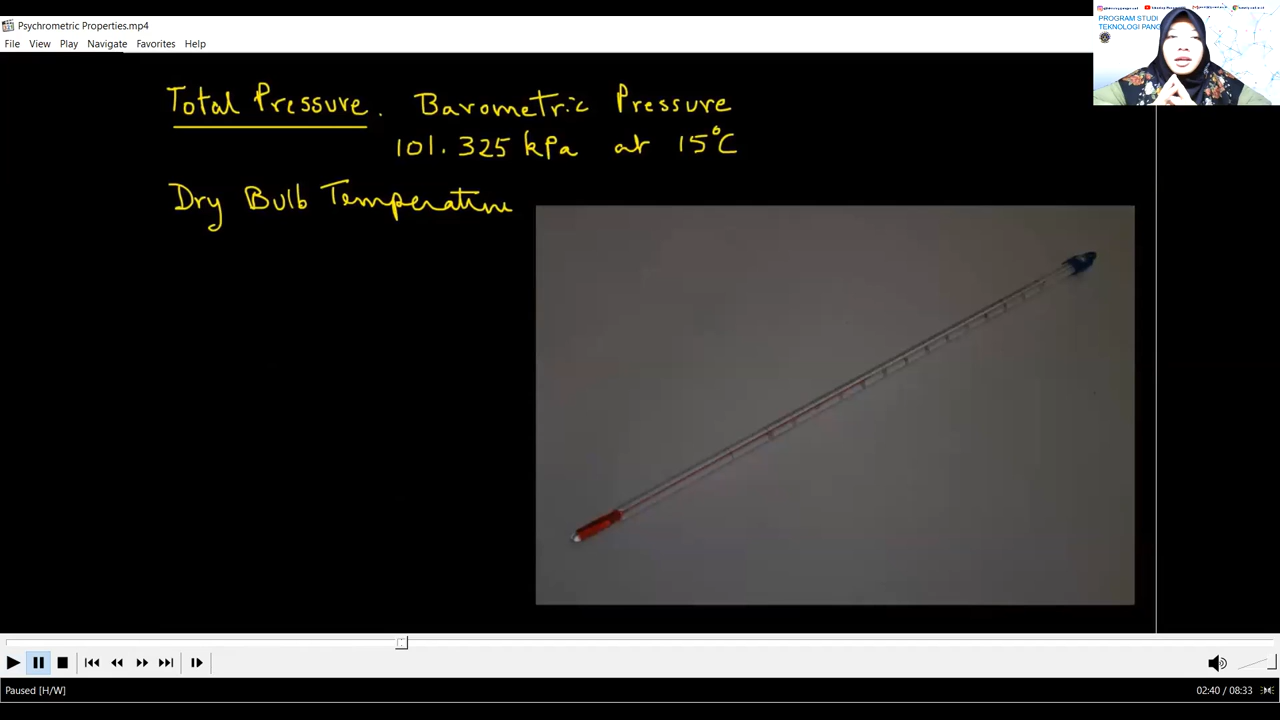 Psychrometric Properties.mp4
File View Play Navigate Favorites Help
PROGRAM STUDI
TEKNOLOGI PANG
Total Pressure. Barometric Pressure
101.325 kPa at 15°C
Dry Bulb Temperature
Paused [H/W]
02:40 / 08:33